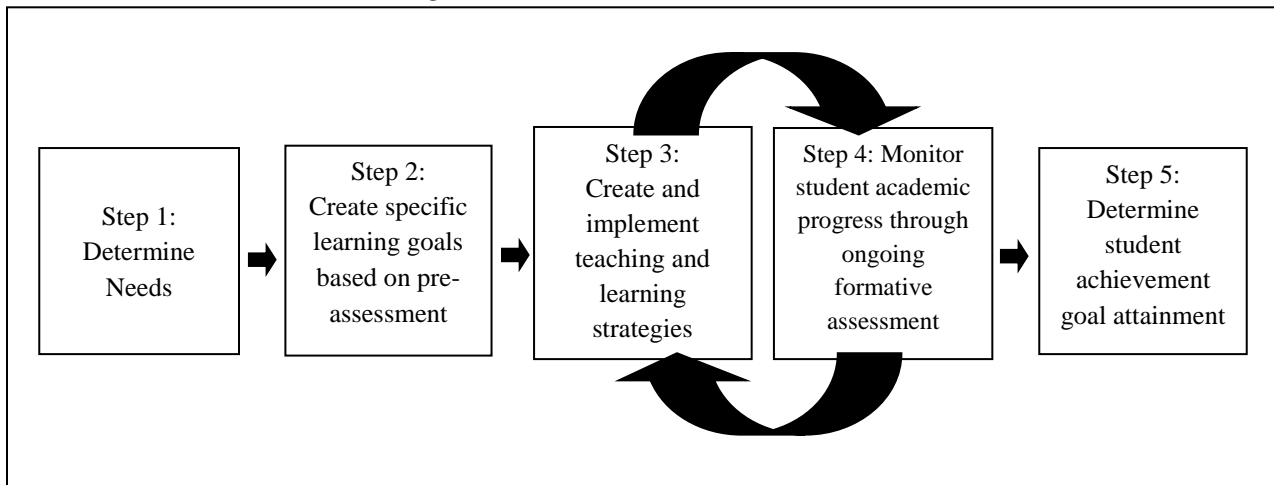 Step 1:
Determine
Needs
Step 2:
Create specific
learning goals
based on pre-
assessment
Step 3:
Create and
implement
teaching and
learning
strategies
Step 4: Monitor
student academic
progress through
ongoing
formative
assessment
Step 5:
Determine
student
achievement
goal attainment